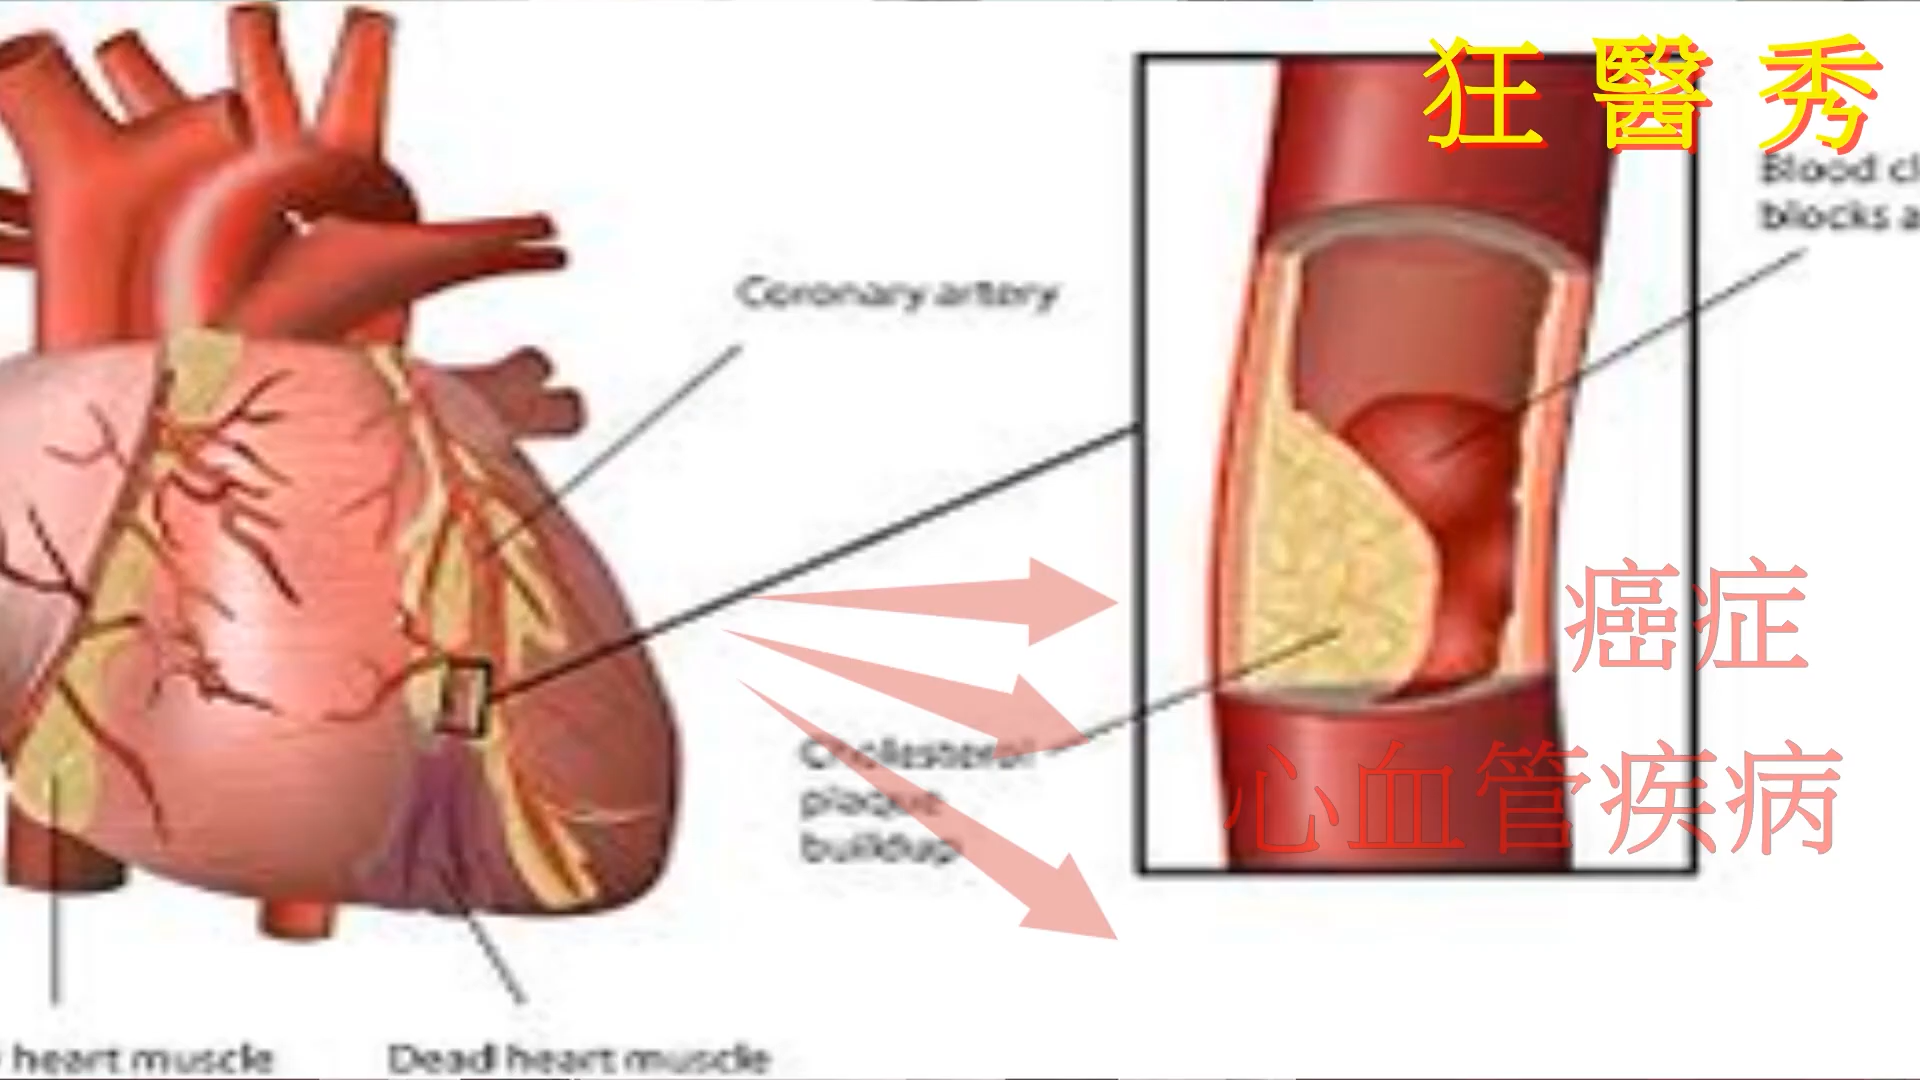 狂醫秀
Blood cl
blocks a
Coronary artery
癌症
心血管疾病
Cholesterol
plaque
buildup
heart muscle
Dead heart muscle